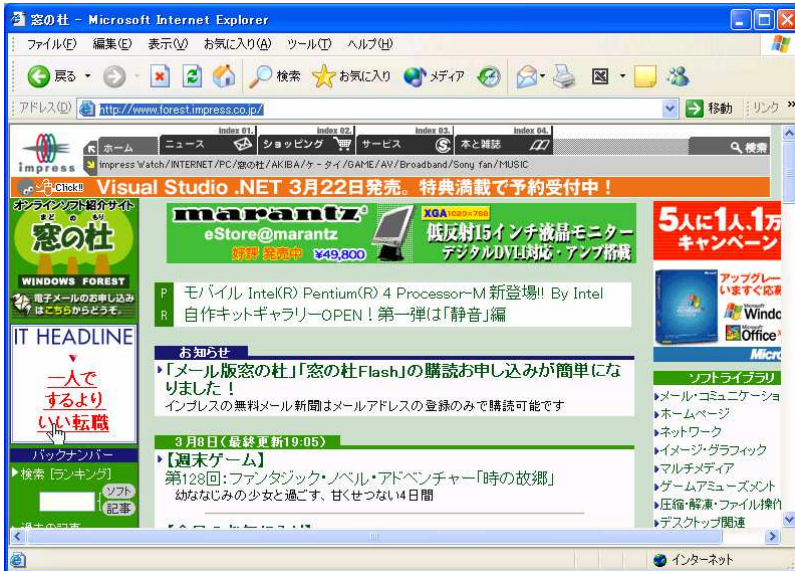 窓の杜 - Microsoft Internet Explorer
ファイル(F) 編集(E) 表示(V) お気に入り(A) ツール(T) ヘルプ(H)
戻る 検索 お気に入り メディア
アドレス(D) http://www.forest.impress.co.jp/ 移動 リンク »
index 01. index 02. index 03. index 04.
impress ホーム ニュース ショッピング サービス 本と雑誌 検索
impress Watch/INTERNET/PC/窓の杜/AKIBA/ケータイ/GAME/AV/Broadband/Sony fan/MUSIC
Click!! Visual Studio .NET 3月22日発売。特典満載で予約受付中！
オンラインソフト紹介サイト
まど の もり
窓の杜
WINDOWS FOREST
電子メールのお申し込み
はこちらからどうぞ。
marantz
eStore@marantz
好評 発売中 ¥49,800
XGA1020×768
低反射15インチ液晶モニター
デジタルDVI-I対応・アンプ搭載
5人に1人、1万
キャンペーン
アップグレー
いますぐ応募
Windo
Microsoft
Office
Micro
P モバイル Intel(R) Pentium(R) 4 Processor-M 新登場!! By Intel
R 自作キットギャラリーOPEN！第一弾は「静音」編
IT HEADLINE
一人で
するより
いい転職
お知らせ
「メール版窓の杜」「窓の杜Flash」の購読お申し込みが簡単にな
りました！
インプレスの無料メール新聞はメールアドレスの登録のみで購読可能です
3月8日(最終更新19:05)
【週末ゲーム】
第128回：ファンタジック・ノベル・アドベンチャー「時の故郷」
幼ななじみの少女と過ごす、甘くせつない4日間
バックナンバー
検索 [ランキング]
ソフト
記事
ソフトライブラリ
メール・コミュニケーショ
ホームページ
ネットワーク
イメージ・グラフィック
マルチメディア
ゲームアミューズメント
圧縮・解凍・ファイル操作
デスクトップ関連
インターネット